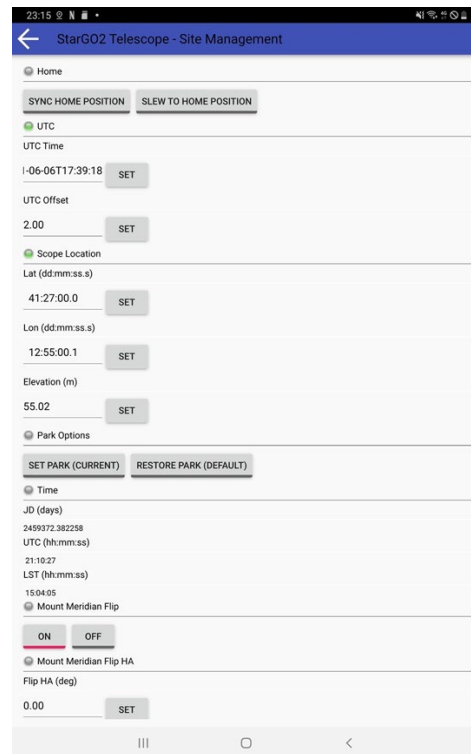 23:15
StarGO2 Telescope - Site Management
Home
SYNC HOME POSITION SLEW TO HOME POSITION
UTC
UTC Time
-06-06T17:39:18 SET
UTC Offset
2.00 SET
Scope Location
Lat (dd:mm:ss.s)
41:27:00.0 SET
Lon (dd:mm:ss.s)
12:55:00.1 SET
Elevation (m)
55.02 SET
Park Options
SET PARK (CURRENT) RESTORE PARK (DEFAULT)
Time
JD (days)
2459372.382258
UTC (hh:mm:ss)
21:10:27
LST (hh:mm:ss)
15:04:05
Mount Meridian Flip
ON OFF
Mount Meridian Flip HA
Flip HA (deg)
0.00 SET